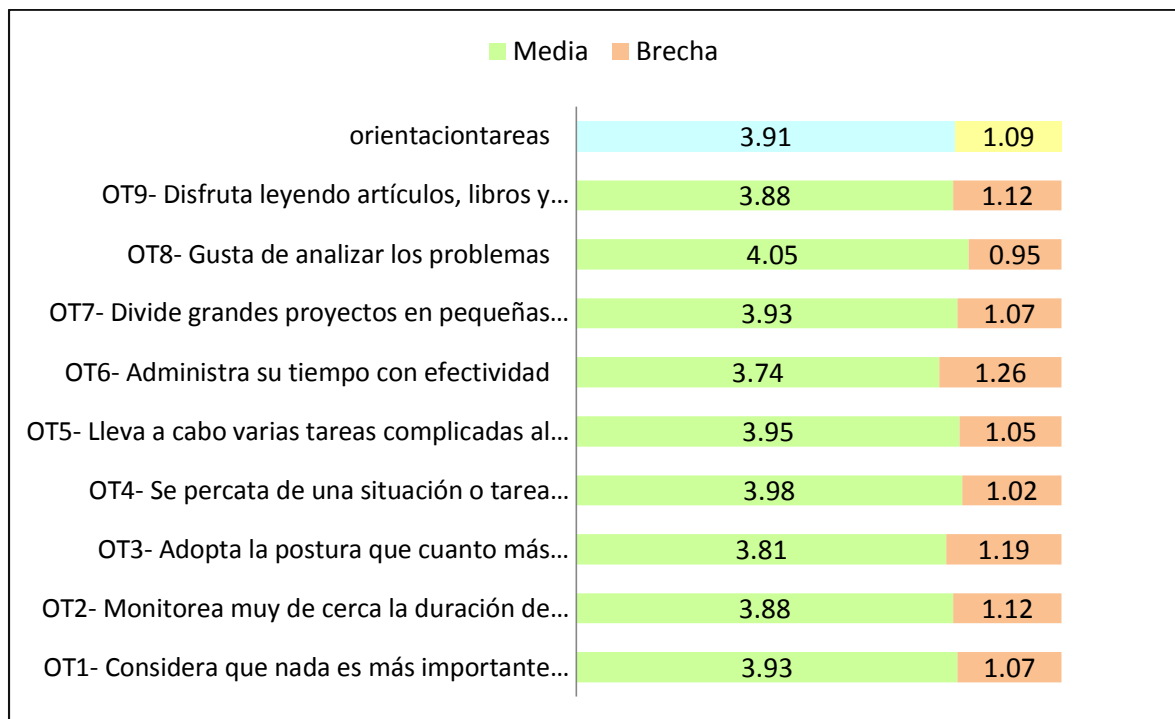 Media Brecha
orientaciontareas 3.91 1.09
OT9- Disfruta leyendo artículos, libros y... 3.88 1.12
OT8- Gusta de analizar los problemas 4.05 0.95
OT7- Divide grandes proyectos en pequeñas... 3.93 1.07
OT6- Administra su tiempo con efectividad 3.74 1.26
OT5- Lleva a cabo varias tareas complicadas al... 3.95 1.05
OT4- Se percata de una situación o tarea... 3.98 1.02
OT3- Adopta la postura que cuanto más... 3.81 1.19
OT2- Monitorea muy de cerca la duración de... 3.88 1.12
OT1- Considera que nada es más importante... 3.93 1.07